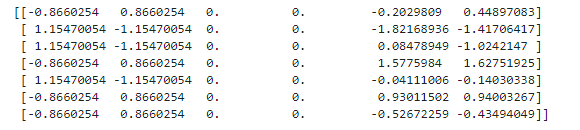 [[-0.8660254 0.8660254 0. 0. -0.2029809 0.44897083]
[ 1.15470054 -1.15470054 0. 0. -1.82168936 -1.41706417]
[ 1.15470054 -1.15470054 0. 0. 0.08478949 -1.0242147 ]
[-0.8660254 0.8660254 0. 0. 1.5775984 1.62751925]
[ 1.15470054 -1.15470054 0. 0. -0.04111006 -0.14030338]
[-0.8660254 0.8660254 0. 0. 0.93011502 0.94003267]
[-0.8660254 0.8660254 0. 0. -0.52672259 -0.43494049]]